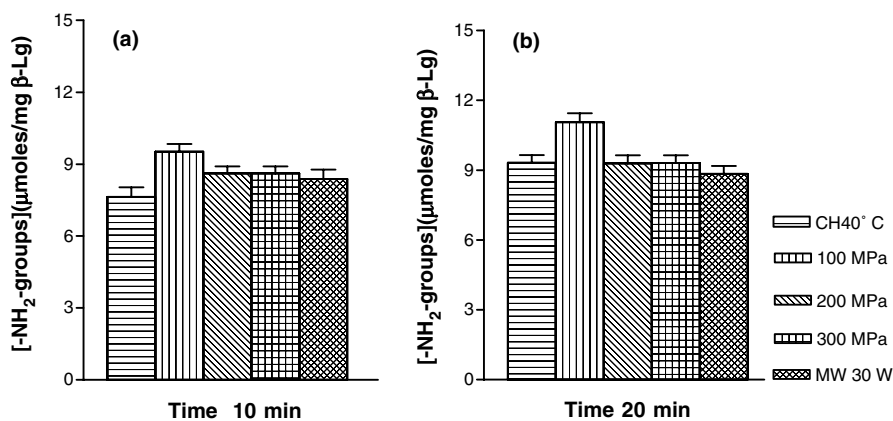 [-NH₂-groups](µmoles/mg β-Lg)
(a)
15
12
9
6
3
0
Time 10 min
[-NH₂-groups](µmoles/mg β-Lg)
(b)
15
12
9
6
3
0
Time 20 min
CH40° C
100 MPa
200 MPa
300 MPa
MW 30 W